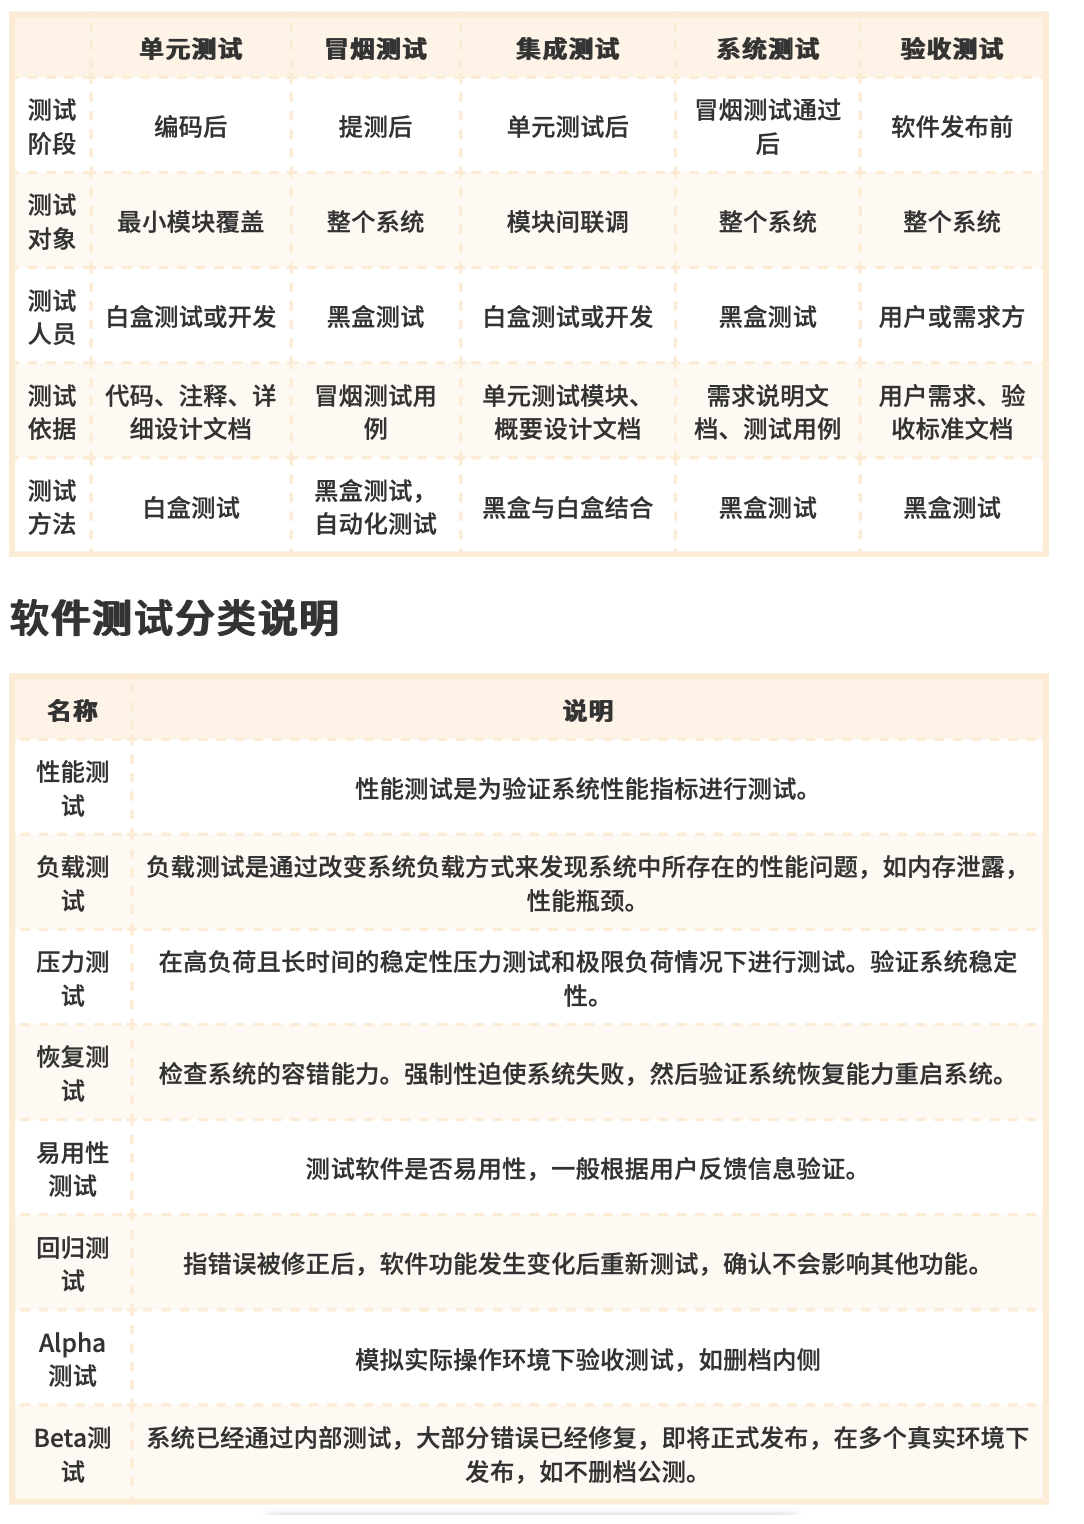 单元测试 冒烟测试 集成测试 系统测试 验收测试
测试阶段 编码后 提测后 单元测试后 冒烟测试通过后 软件发布前
测试对象 最小模块覆盖 整个系统 模块间联调 整个系统 整个系统
测试人员 白盒测试或开发 黑盒测试 白盒测试或开发 黑盒测试 用户或需求方
测试依据 代码、注释、详细设计文档 冒烟测试用例 单元测试模块、概要设计文档 需求说明文档、测试用例 用户需求、验收标准文档
测试方法 白盒测试 黑盒测试，自动化测试 黑盒与白盒结合 黑盒测试 黑盒测试
软件测试分类说明
名称 说明
性能测试 性能测试是为验证系统性能指标进行测试。
负载测试 负载测试是通过改变系统负载方式来发现系统中所存在的性能问题，如内存泄露，
性能瓶颈。
压力测试 在高负荷且长时间的稳定性压力测试和极限负荷情况下进行测试。验证系统稳定
性。
恢复测试 检查系统的容错能力。强制性迫使系统失败，然后验证系统恢复能力重启系统。
易用性测试 测试软件是否易用性，一般根据用户反馈信息验证。
回归测试 指错误被修正后，软件功能发生变化后重新测试，确认不会影响其他功能。
Alpha测试 模拟实际操作环境下验收测试，如删档内侧
Beta测试 系统已经通过内部测试，大部分错误已经修复，即将正式发布，在多个真实环境下
发布，如不删档公测。